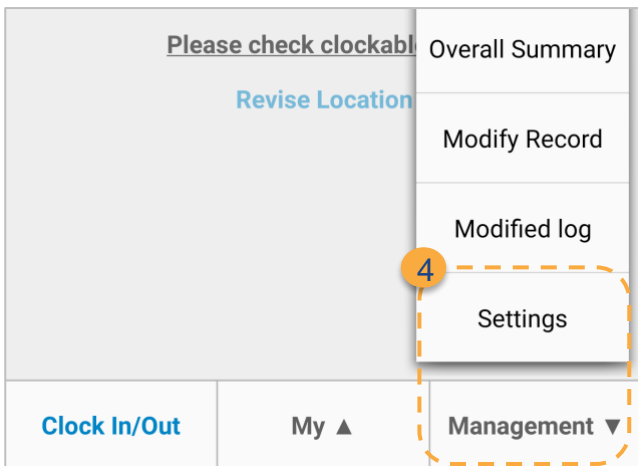 Please check clockabl
Overall Summary
Revise Location
Modify Record
Modified log
4
Settings
Clock In/Out
My ▲
Management ▼